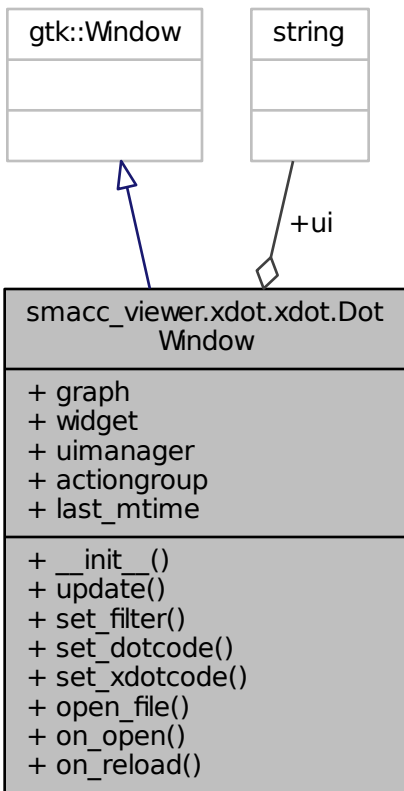 gtk::Window
string
+ui
smacc_viewer.xdot.xdot.Dot
Window
+ graph
+ widget
+ uimanager
+ actiongroup
+ last_mtime
+ __init__()
+ update()
+ set_filter()
+ set_dotcode()
+ set_xdotcode()
+ open_file()
+ on_open()
+ on_reload()